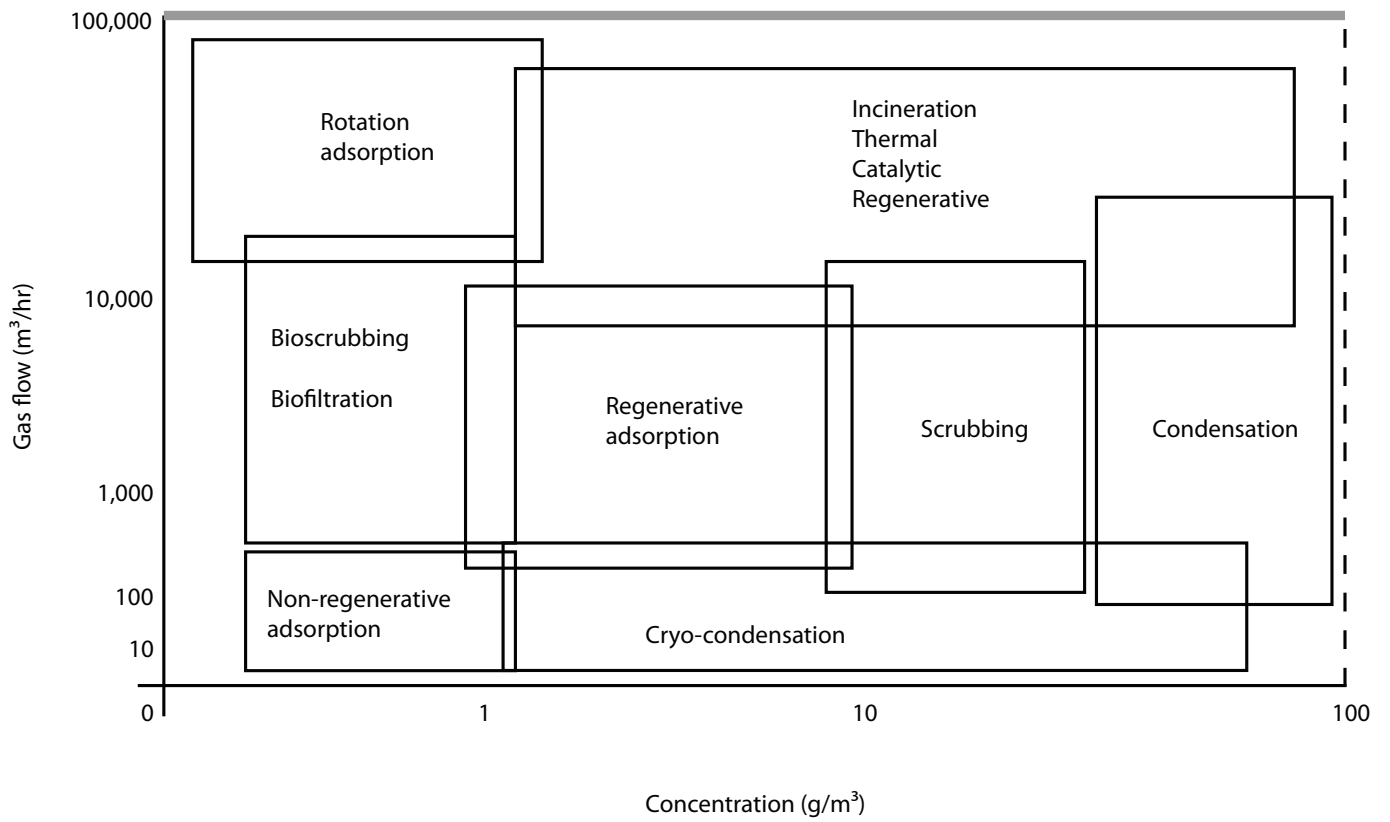 100,000
10,000
1,000
100
10
0
1
10
100
Gas flow (m³/hr)
Concentration (g/m³)
Rotation
adsorption
Incineration
Thermal
Catalytic
Regenerative
Bioscrubbing
Biofiltration
Regenerative
adsorption
Scrubbing
Condensation
Non-regenerative
adsorption
Cryo-condensation